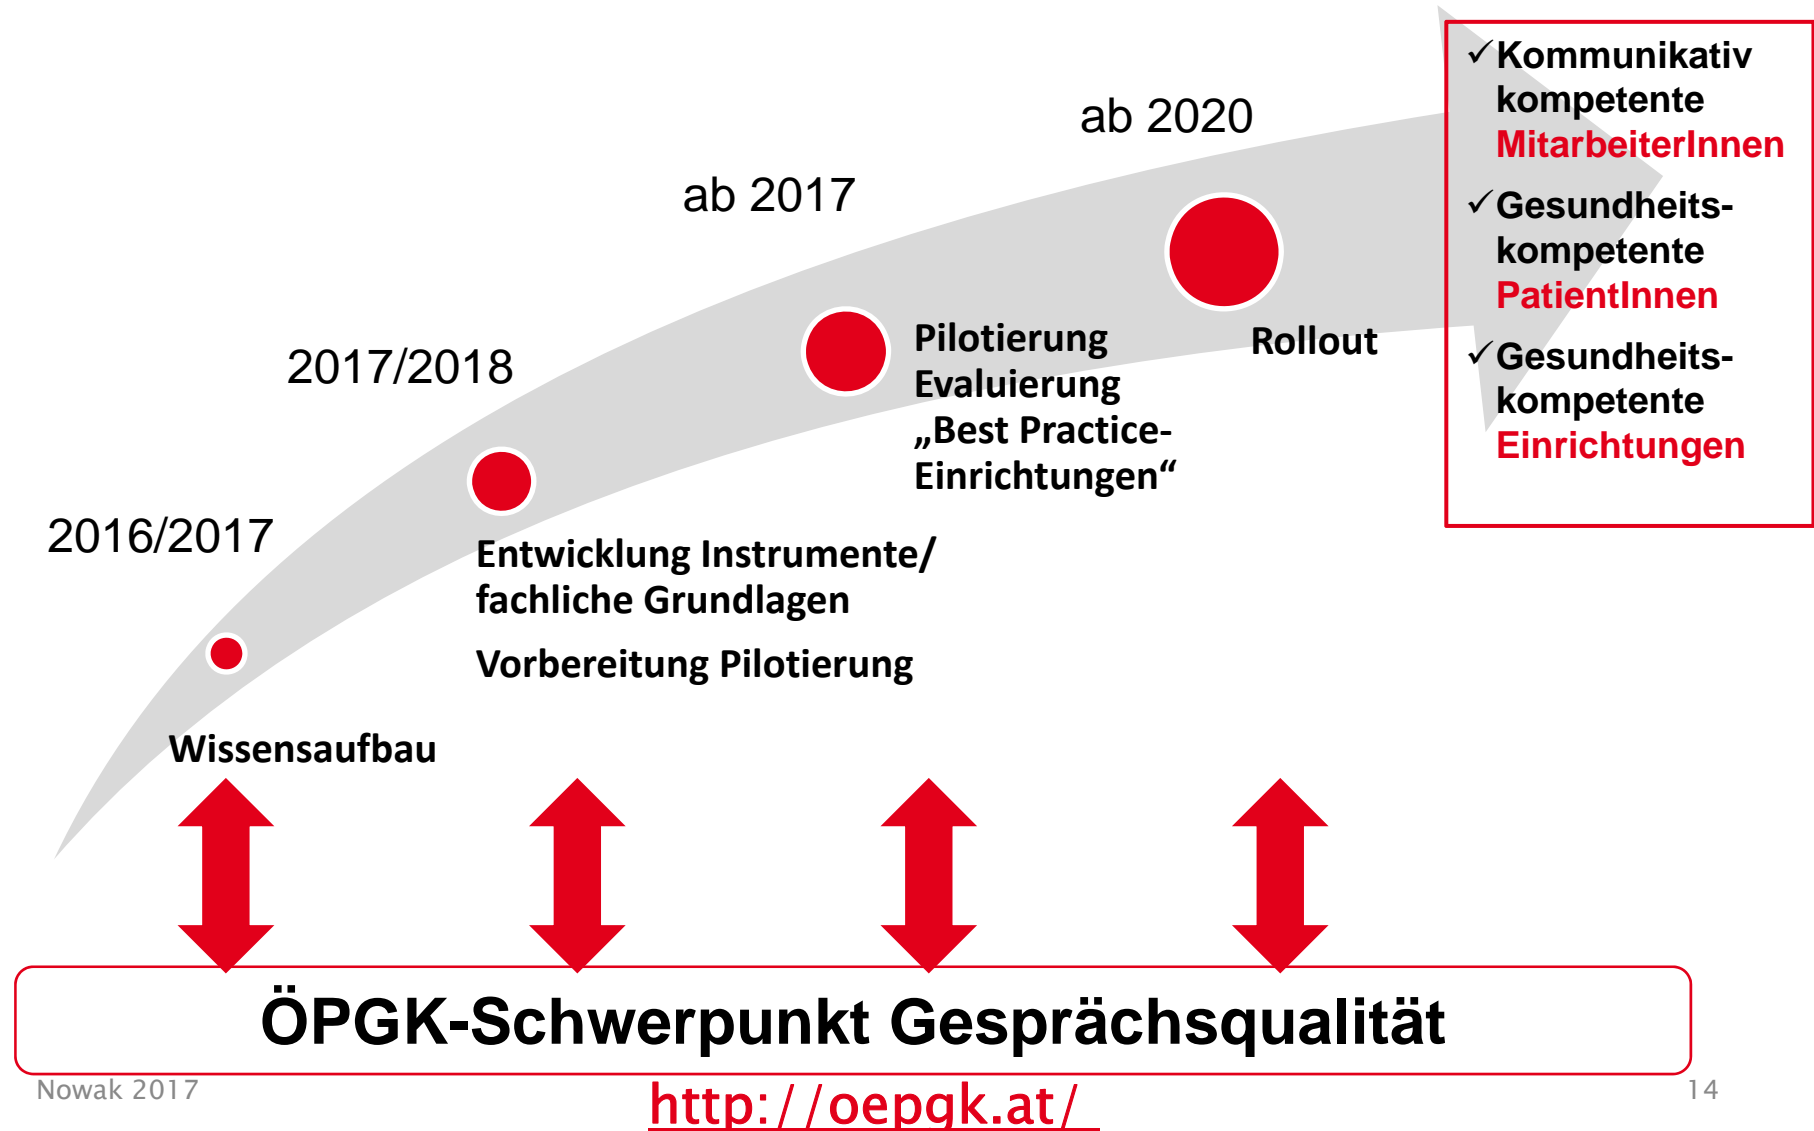 2016/2017
Wissensaufbau
2017/2018
Entwicklung Instrumente/
fachliche Grundlagen
Vorbereitung Pilotierung
ab 2017
Pilotierung
Evaluierung
„Best Practice-
Einrichtungen“
ab 2020
Rollout
✓Kommunikativ
kompetente
MitarbeiterInnen
✓Gesundheits-
kompetente
PatientInnen
✓Gesundheits-
kompetente
Einrichtungen
ÖPGK-Schwerpunkt Gesprächsqualität
Nowak 2017
http://oepgk.at/
14